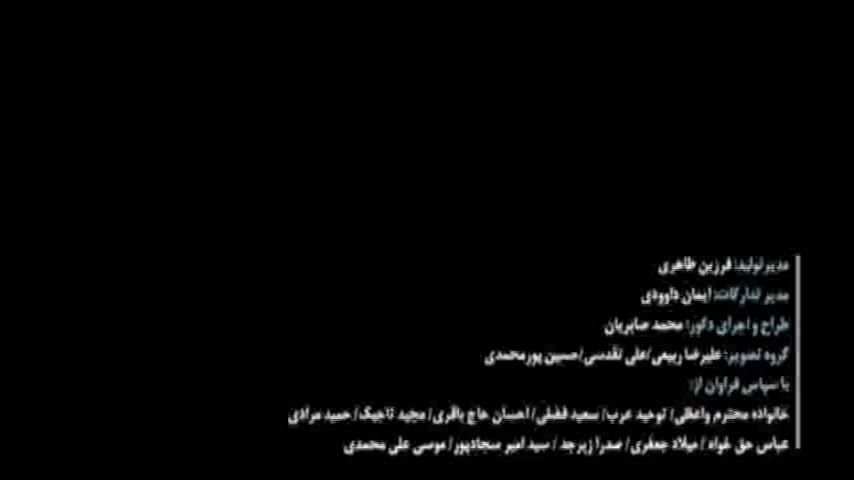 مدیر تولید: فرزین طاهری
مدیر تدارکات: ایمان داوودی
طراح و اجرای دکور: محمد صابریان
گروه تصویر: علیرضا ربیعی/علی تقدسی/حسین پورمحمدی
با سپاس فراوان از:
خانواده محترم واعظی/ توحید عرب/ سعید فضلی/ احسان حاج باقری/ مجید تاجیک/ حمید مرادی
عباس حق خواه / میلاد جعفری/ صدرا زبرجد / سید امیر سجادپور/ موسی علی محمدی